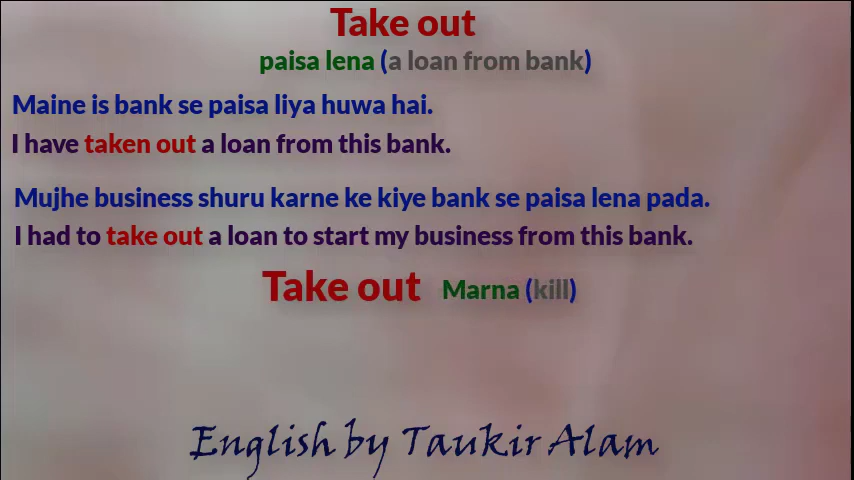 Take out
paisa lena (a loan from bank)
Maine is bank se paisa liya huwa hai.
I have taken out a loan from this bank.
Mujhe business shuru karne ke kiye bank se paisa lena pada.
I had to take out a loan to start my business from this bank.
Take out Marna (kill)
English by Taukir Alam